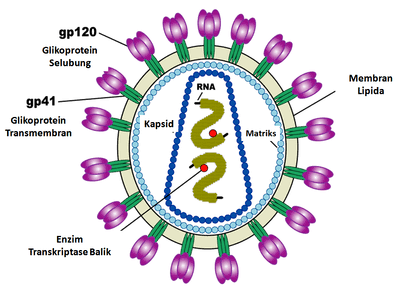 gp120
Glikoprotein
Selubung
gp41
Glikoprotein
Transmembran
RNA
Kapsid
Matriks
Membran
Lipida
Enzim
Transkriptase Balik